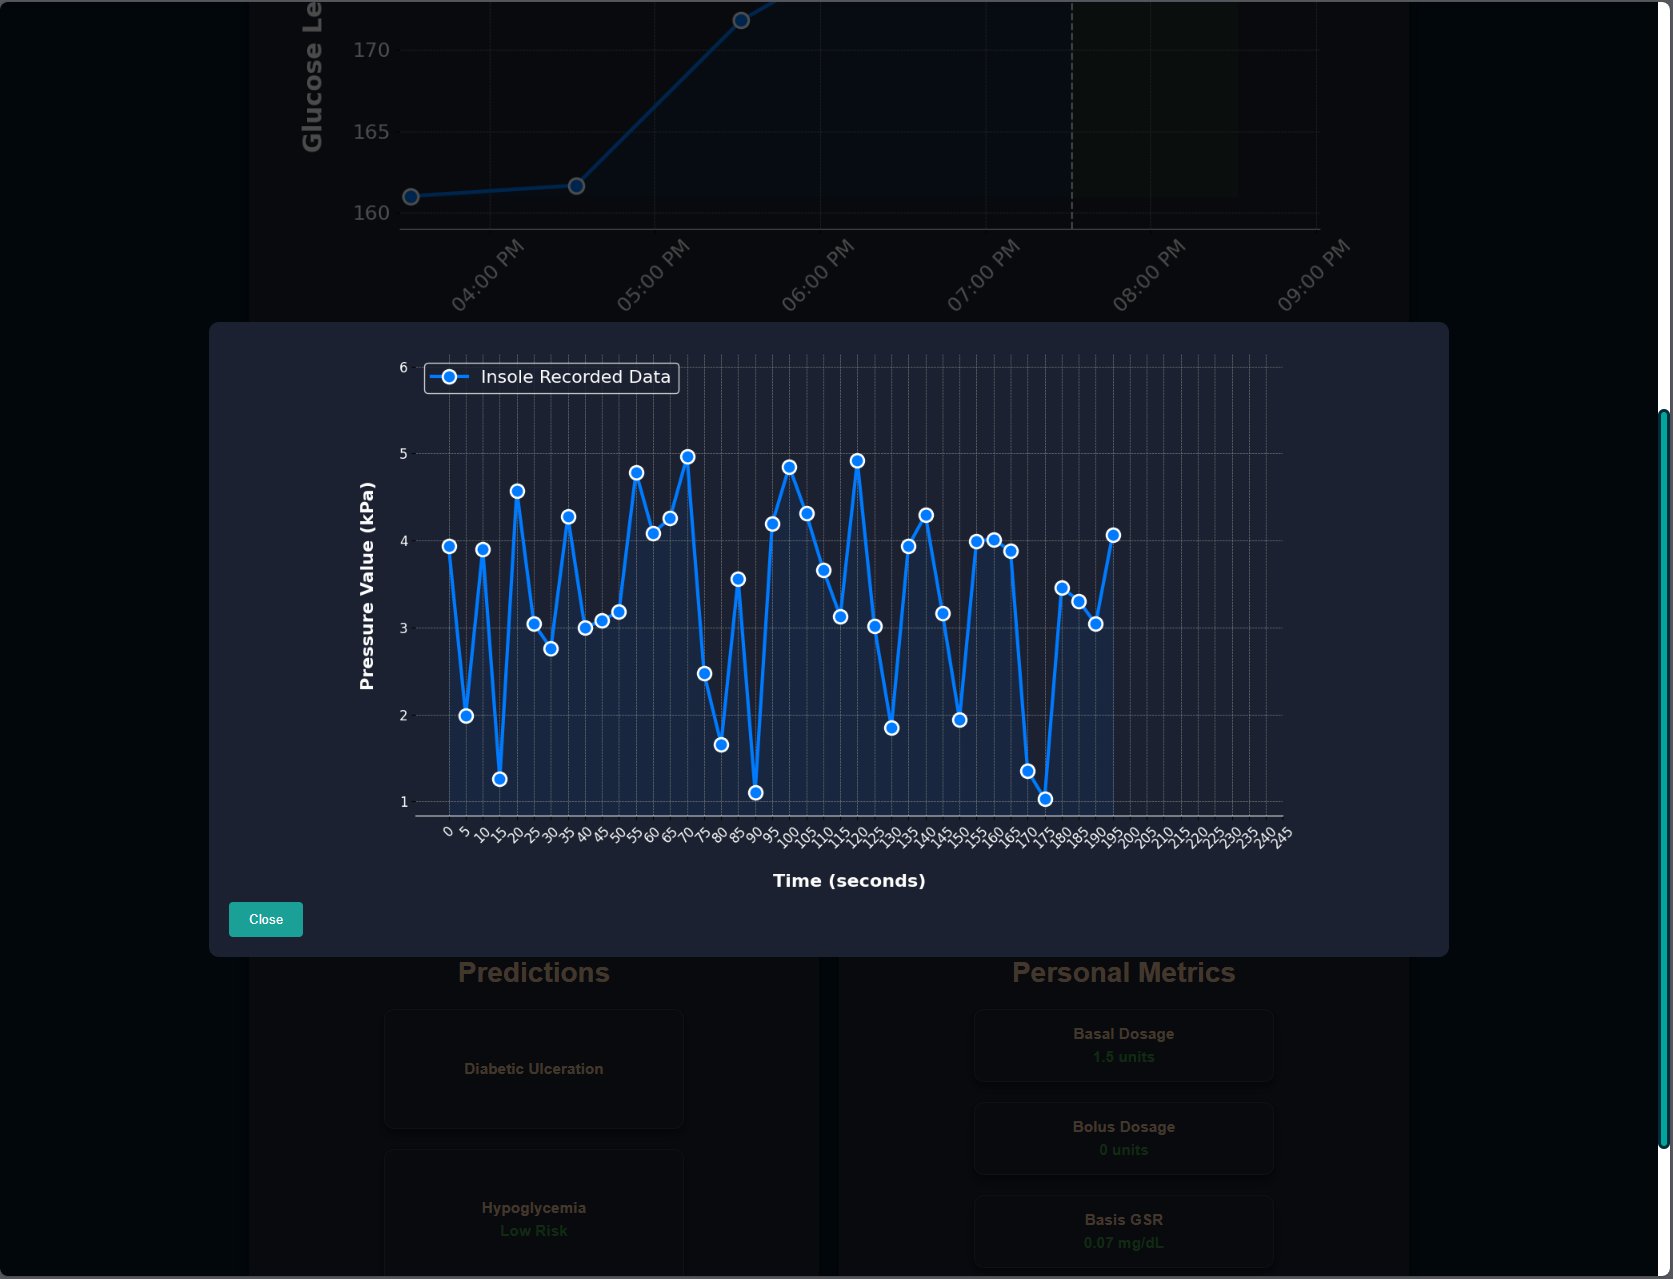 Glucose Le
170
165
160
04:00 PM
05:00 PM
06:00 PM
07:00 PM
08:00 PM
09:00 PM
Insole Recorded Data
Pressure Value (kPa)
6
5
4
3
2
1
0 5 10 15 20 25 30 35 40 45 50 55 60 65 70 75 80 85 90 95 100 105 110 115 120 125 130 135 140 145 150 155 160 165 170 175 180 185 190 195 200 205 210 215 220 225 230 235 240 245
Time (seconds)
Close
Predictions
Diabetic Ulceration
Hypoglycemia
Low Risk
Personal Metrics
Basal Dosage
1.5 units
Bolus Dosage
0 units
Basis GSR
0.07 mg/dL